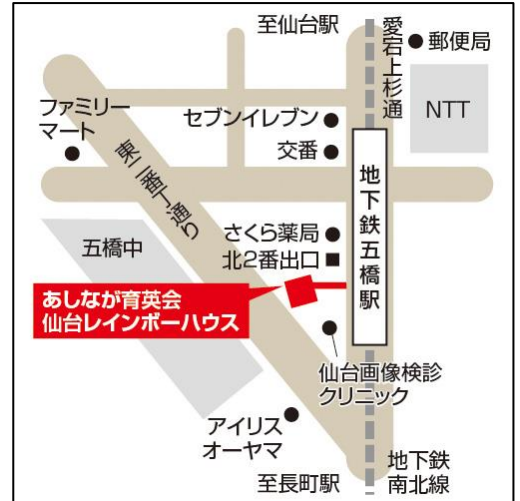 至仙台駅
愛宕上杉通
郵便局
NTT
ファミリー
マート
セブンイレブン
交番
東二番丁通り
地下鉄五橋駅
五橋中
さくら薬局
北2番出口
あしなが育英会
仙台レインボーハウス
仙台画像検診
クリニック
アイリス
オーヤマ
至長町駅
地下鉄
南北線